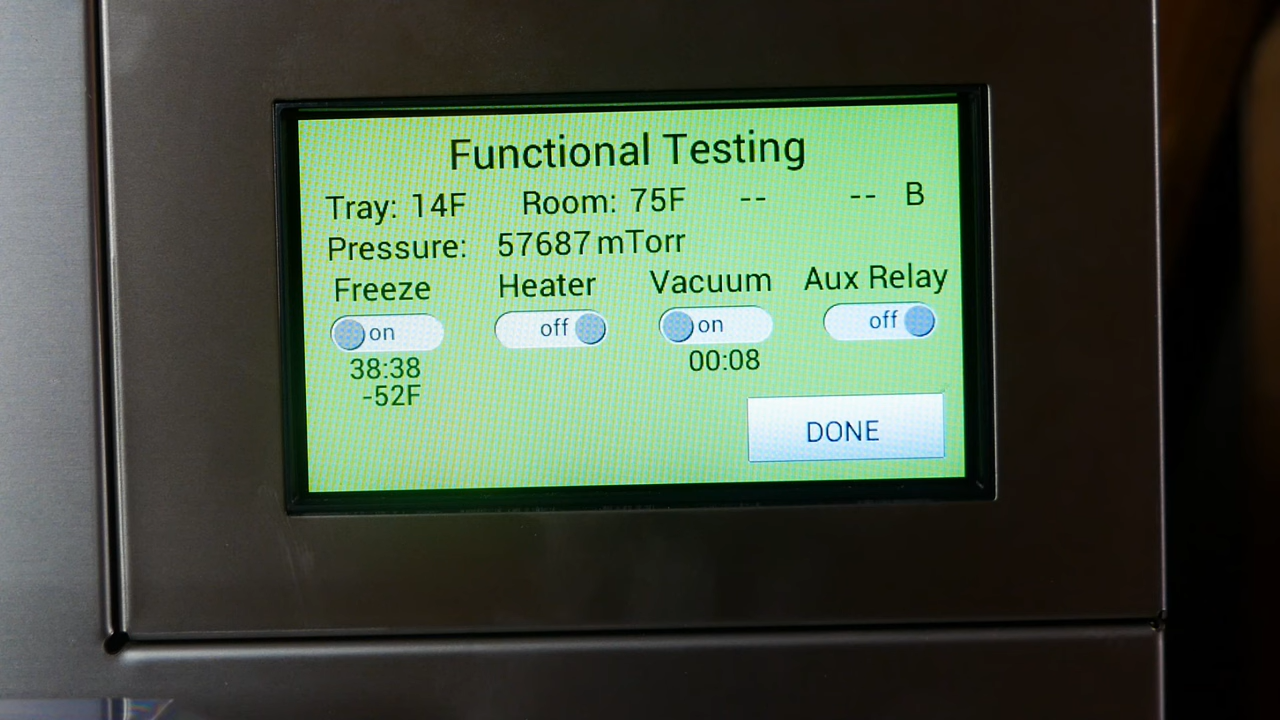 Functional Testing
Tray: 14F Room: 75F -- -- B
Pressure: 57687 mTorr
Freeze Heater Vacuum Aux Relay
on off on off
38:38 00:08
-52F
DONE